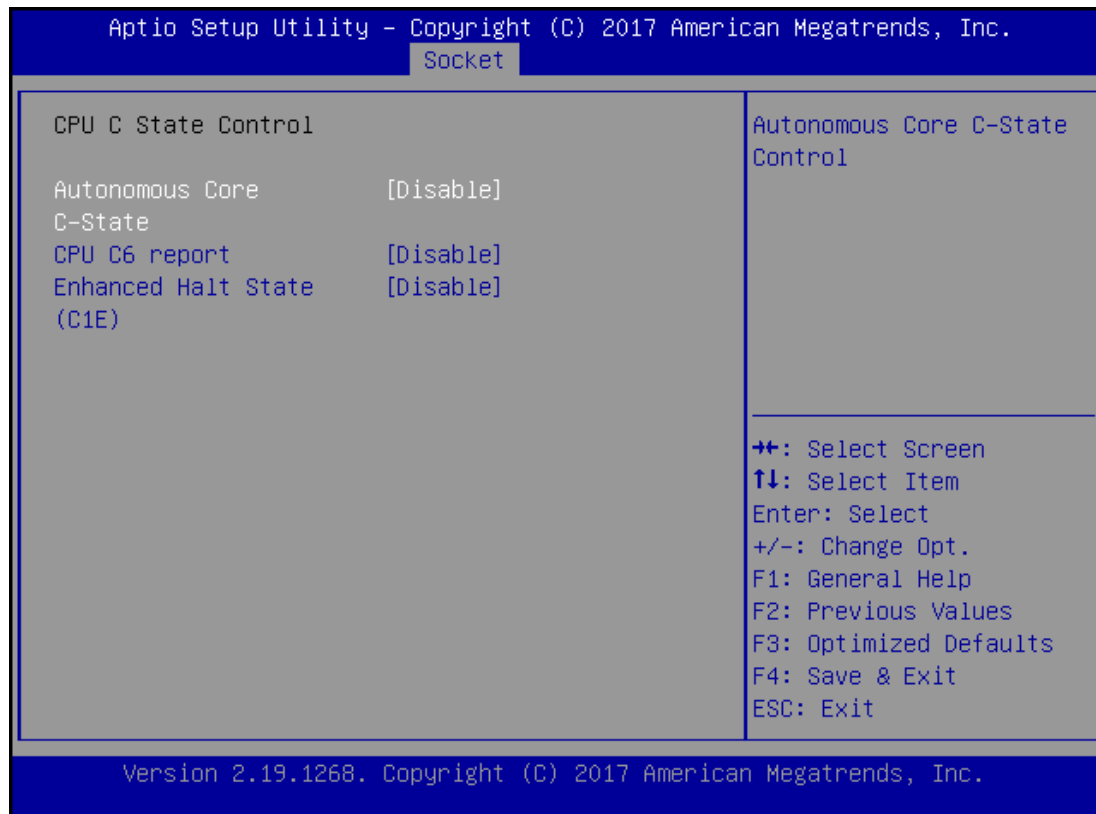 Aptio Setup Utility – Copyright (C) 2017 American Megatrends, Inc.
Socket
CPU C State Control
Autonomous Core [Disable]
C-State
CPU C6 report [Disable]
Enhanced Halt State [Disable]
(C1E)
Autonomous Core C-State
Control
→←: Select Screen
↑↓: Select Item
Enter: Select
+/-: Change Opt.
F1: General Help
F2: Previous Values
F3: Optimized Defaults
F4: Save & Exit
ESC: Exit
Version 2.19.1268. Copyright (C) 2017 American Megatrends, Inc.